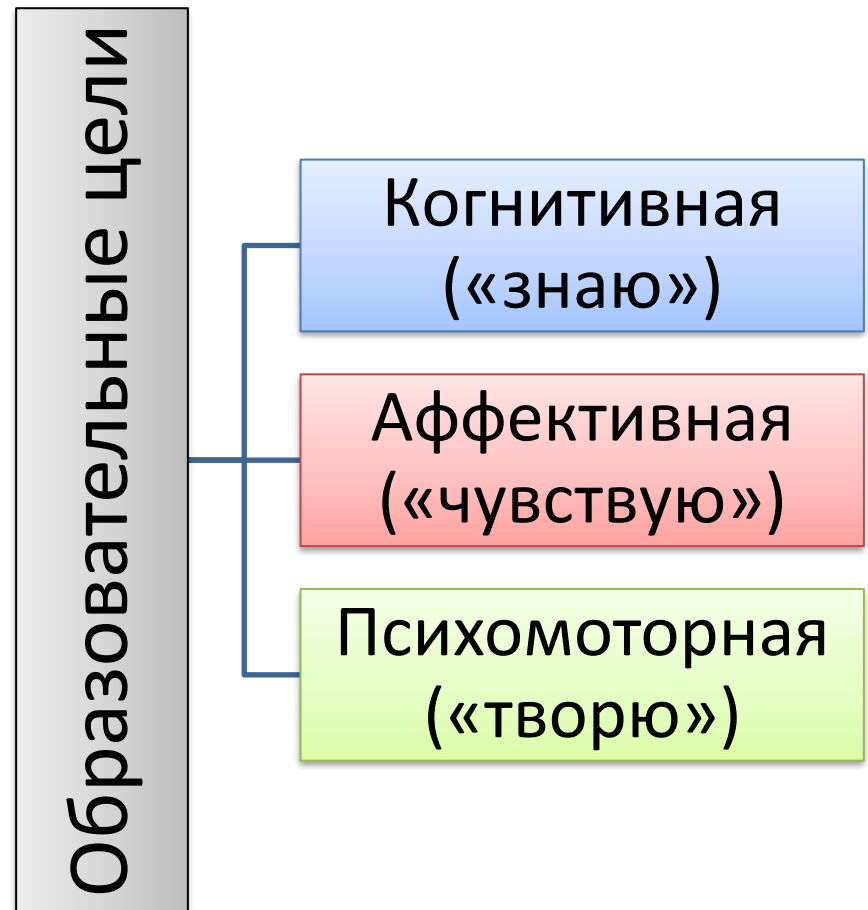 Образовательные цели
Когнитивная
(«знаю»)
Аффективная
(«чувствую»)
Психомоторная
(«творю»)